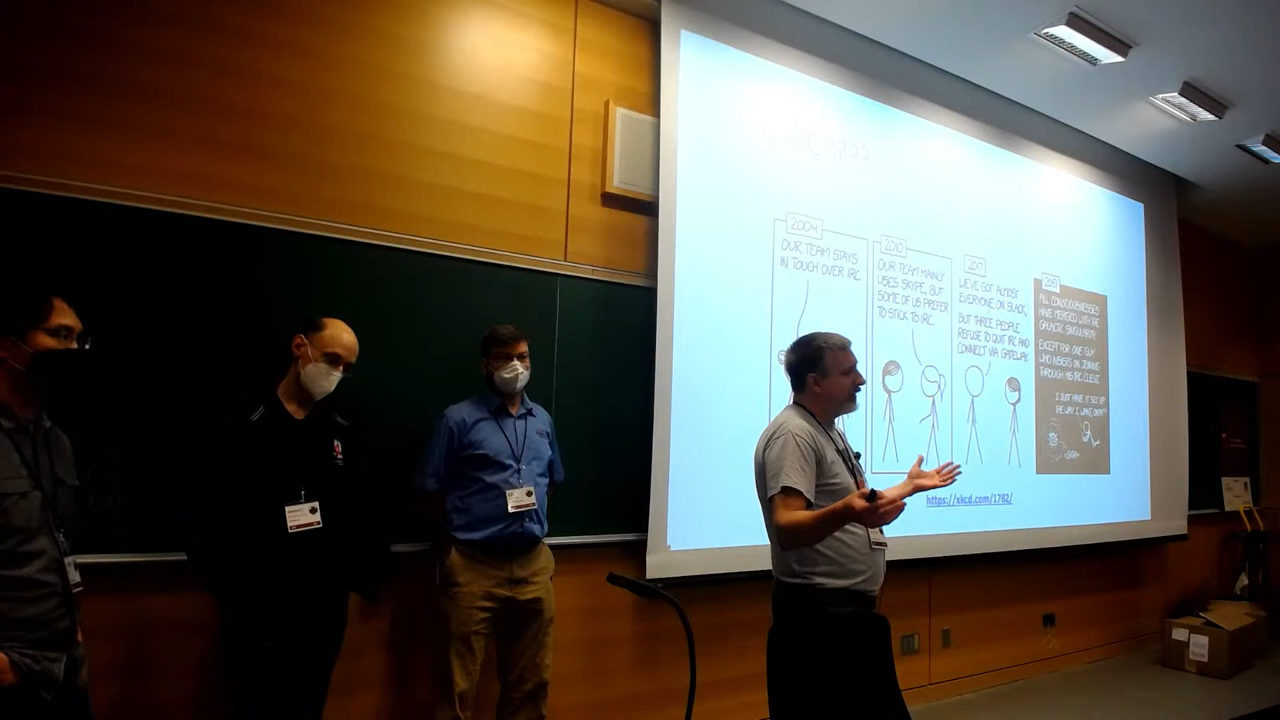 2004
OUR TEAM STAYS
IN TOUCH OVER IRC.
2010
OUR TEAM MAINLY
USES SKYPE, BUT
SOME OF US PREFER
TO STICK TO IRC.
2017
WE'VE GOT ALMOST
EVERYONE ON SLACK,
BUT THREE PEOPLE
REFUSE TO QUIT IRC AND
CONNECT VIA GATEWAY.
2051
ALL CONSCIOUSNESSES
HAVE MERGED WITH THE
GALACTIC SINGULARITY.
EXCEPT FOR ONE GUY
WHO INSISTS ON JOINING
THROUGH HIS IRC CLIENT.
I JUST HAVE IT SET UP
THE WAY I WANT, OKAY?!
*SIGH*
https://xkcd.com/1782/